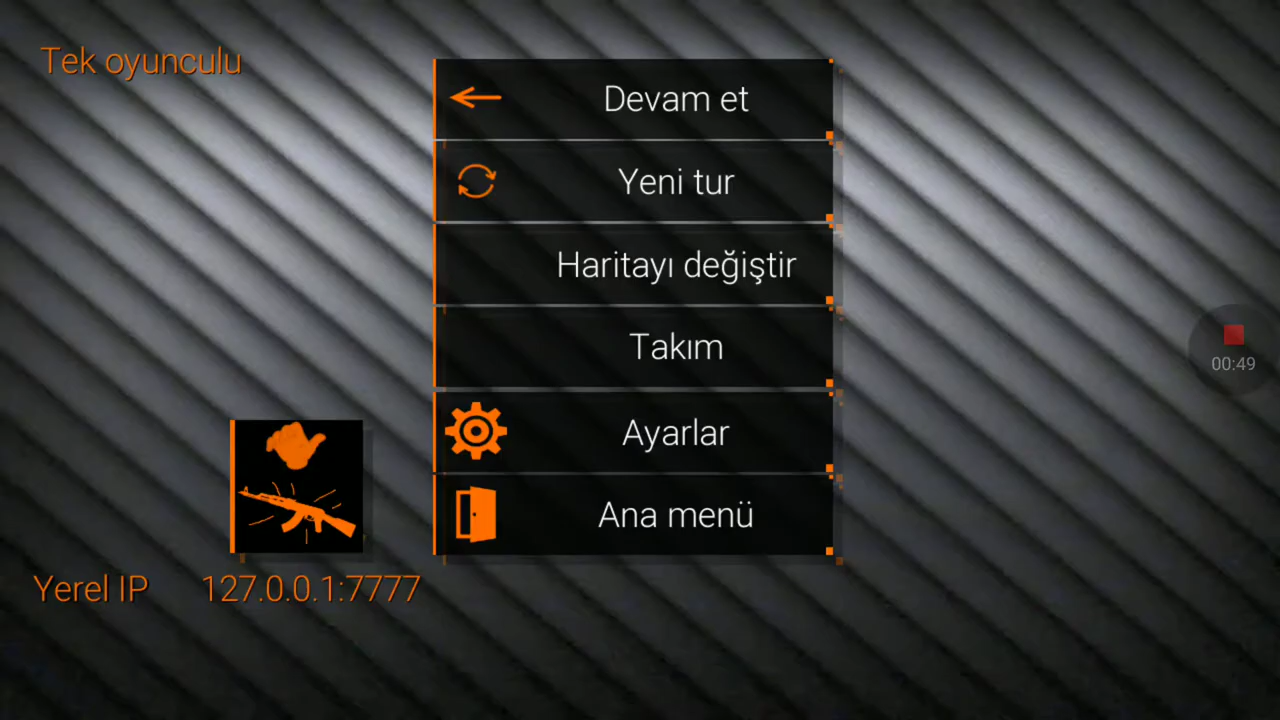 Tek oyunculu
Devam et
Yeni tur
Haritayı değiştir
Takım
Ayarlar
Ana menü
00:49
Yerel IP 127.0.0.1:7777